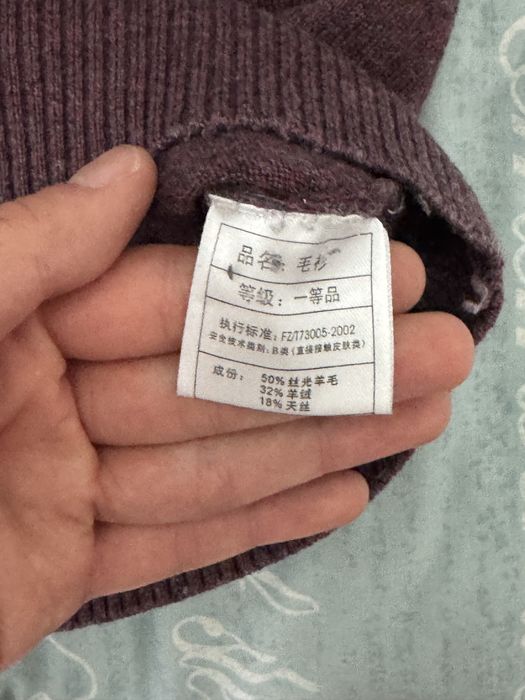 品名：毛衫
等级：一等品
执行标准：FZ/T73005-2002
安全技术类别：B类（直接接触皮肤类）
成份：50%丝光羊毛
32%羊绒
18%天丝